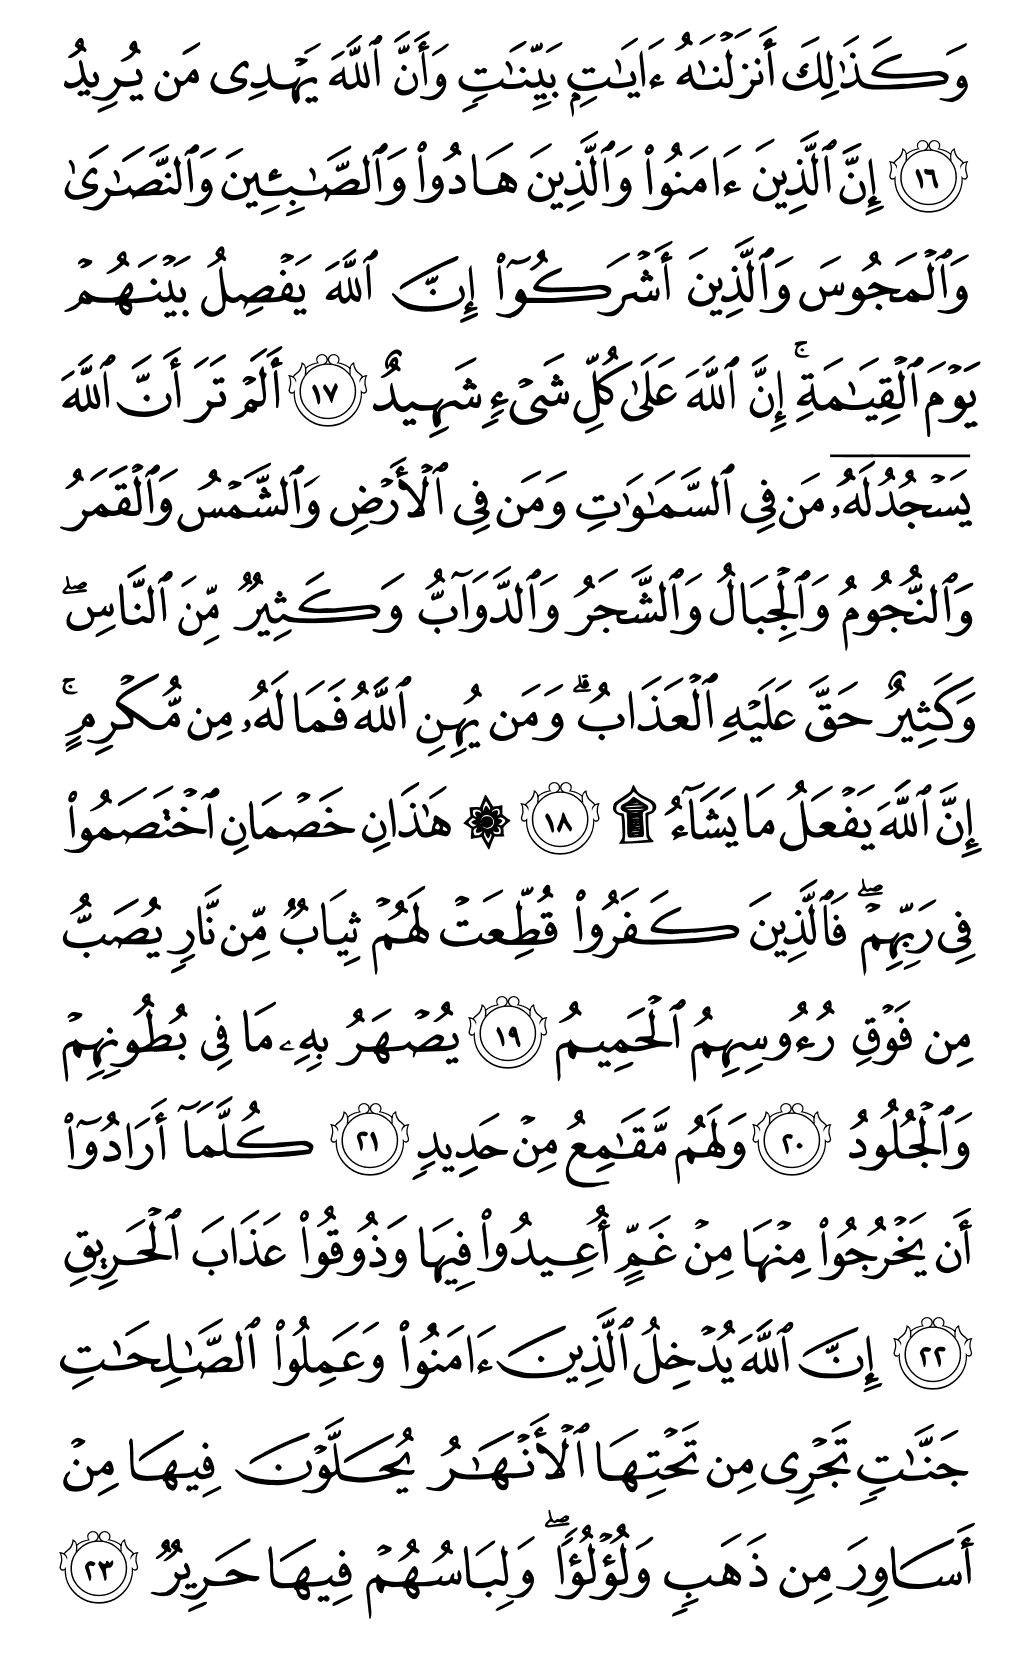 وَكَذَٰلِكَ أَنزَلْنَٰهُ ءَايَٰتٍۭ بَيِّنَٰتٍ وَأَنَّ ٱللَّهَ يَهْدِى مَن يُرِيدُ
١٦ إِنَّ ٱلَّذِينَ ءَامَنُوا۟ وَٱلَّذِينَ هَادُوا۟ وَٱلصَّٰبِـِٔينَ وَٱلنَّصَٰرَىٰ
وَٱلْمَجُوسَ وَٱلَّذِينَ أَشْرَكُوٓا۟ إِنَّ ٱللَّهَ يَفْصِلُ بَيْنَهُمْ
يَوْمَ ٱلْقِيَٰمَةِ ۚ إِنَّ ٱللَّهَ عَلَىٰ كُلِّ شَىْءٍ شَهِيدٌ ١٧ أَلَمْ تَرَ أَنَّ ٱللَّهَ
يَسْجُدُ لَهُۥ مَن فِى ٱلسَّمَٰوَٰتِ وَمَن فِى ٱلْأَرْضِ وَٱلشَّمْسُ وَٱلْقَمَرُ
وَٱلنُّجُومُ وَٱلْجِبَالُ وَٱلشَّجَرُ وَٱلدَّوَآبُّ وَكَثِيرٌ مِّنَ ٱلنَّاسِ ۖ
وَكَثِيرٌ حَقَّ عَلَيْهِ ٱلْعَذَابُ ۗ وَمَن يُهِنِ ٱللَّهُ فَمَا لَهُۥ مِن مُّكْرِمٍ ۚ
إِنَّ ٱللَّهَ يَفْعَلُ مَا يَشَآءُ ۩ ١٨ ۞ هَٰذَانِ خَصْمَانِ ٱخْتَصَمُوا۟
فِى رَبِّهِمْ ۖ فَٱلَّذِينَ كَفَرُوا۟ قُطِّعَتْ لَهُمْ ثِيَابٌ مِّن نَّارٍ يُصَبُّ
مِن فَوْقِ رُءُوسِهِمُ ٱلْحَمِيمُ ١٩ يُصْهَرُ بِهِۦ مَا فِى بُطُونِهِمْ
وَٱلْجُلُودُ ٢٠ وَلَهُم مَّقَٰمِعُ مِنْ حَدِيدٍ ٢١ كُلَّمَآ أَرَادُوٓا۟
أَن يَخْرُجُوا۟ مِنْهَا مِنْ غَمٍّ أُعِيدُوا۟ فِيهَا وَذُوقُوا۟ عَذَابَ ٱلْحَرِيقِ
٢٢ إِنَّ ٱللَّهَ يُدْخِلُ ٱلَّذِينَ ءَامَنُوا۟ وَعَمِلُوا۟ ٱلصَّٰلِحَٰتِ
جَنَّٰتٍ تَجْرِى مِن تَحْتِهَا ٱلْأَنْهَٰرُ يُحَلَّوْنَ فِيهَا مِنْ
أَسَاوِرَ مِن ذَهَبٍ وَلُؤْلُؤًا ۖ وَلِبَاسُهُمْ فِيهَا حَرِيرٌ ٢٣